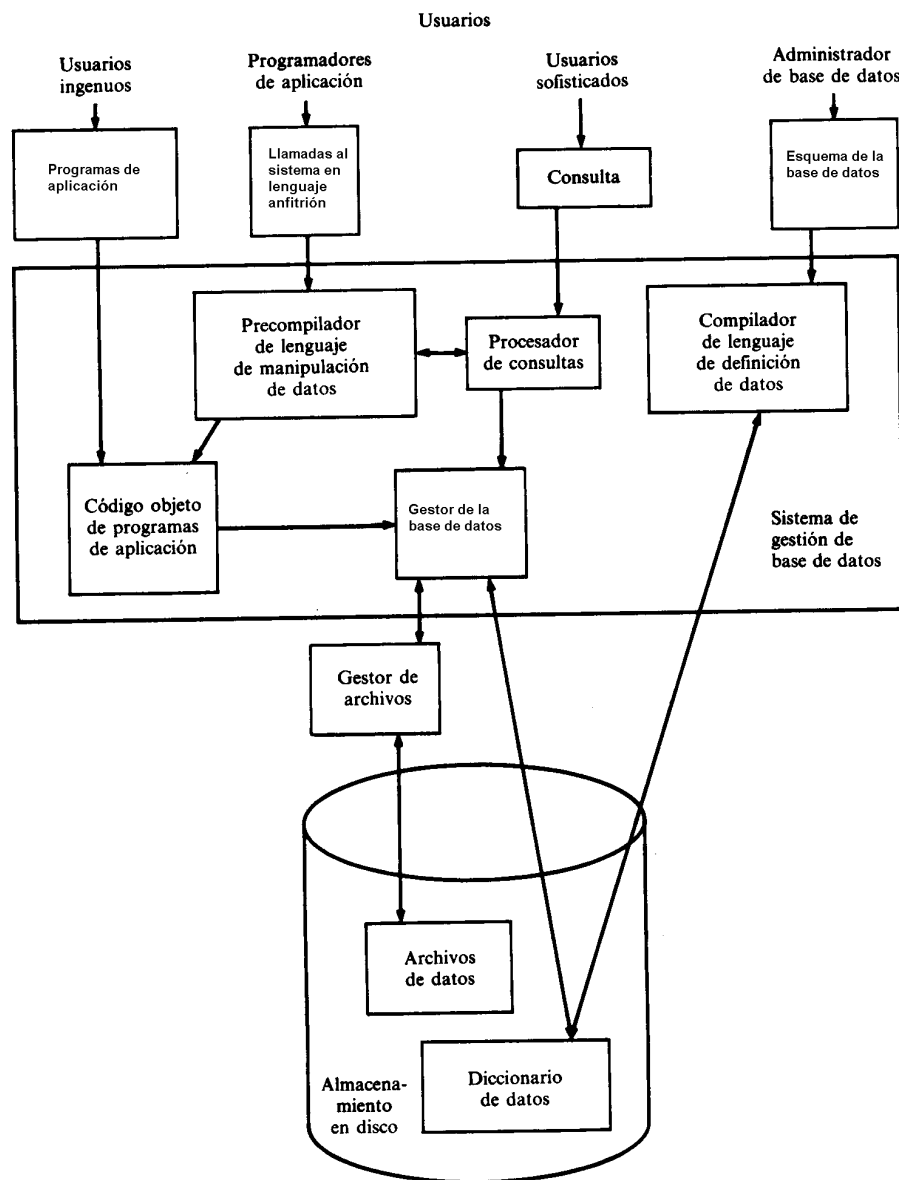 Usuarios
Usuarios
ingenuos
Programadores
de aplicación
Usuarios
sofisticados
Administrador
de base de datos
Programas de
aplicación
Llamadas al
sistema en
lenguaje
anfitrión
Consulta
Esquema de la
base de datos
Precompilador
de lenguaje
de manipulación
de datos
Procesador
de consultas
Compilador
de lenguaje
de definición
de datos
Código objeto
de programas
de aplicación
Gestor de la
base de datos
Sistema de
gestión de
base de datos
Gestor de
archivos
Archivos
de datos
Almacena-
miento
en disco
Diccionario
de datos